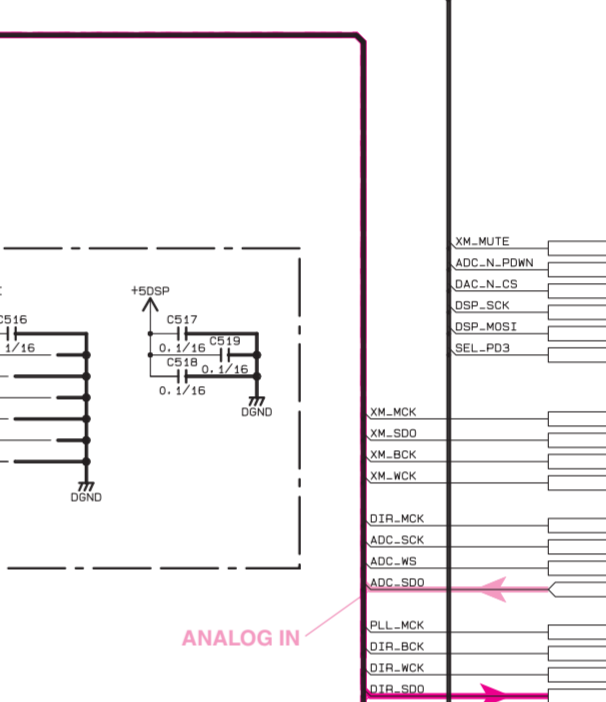 XM_MUTE
ADC_N_PDWN
DAC_N_CS
DSP_SCK
DSP_MOSI
SEL_PD3
+5DSP
C516
1/16
C517
0.1/16
C519
0.1/16
C518
0.1/16
DGND
DGND
XM_MCK
XM_SDO
XM_BCK
XM_WCK
DIR_MCK
ADC_SCK
ADC_WS
ADC_SDO
ANALOG IN
PLL_MCK
DIR_BCK
DIR_WCK
DIR_SDO